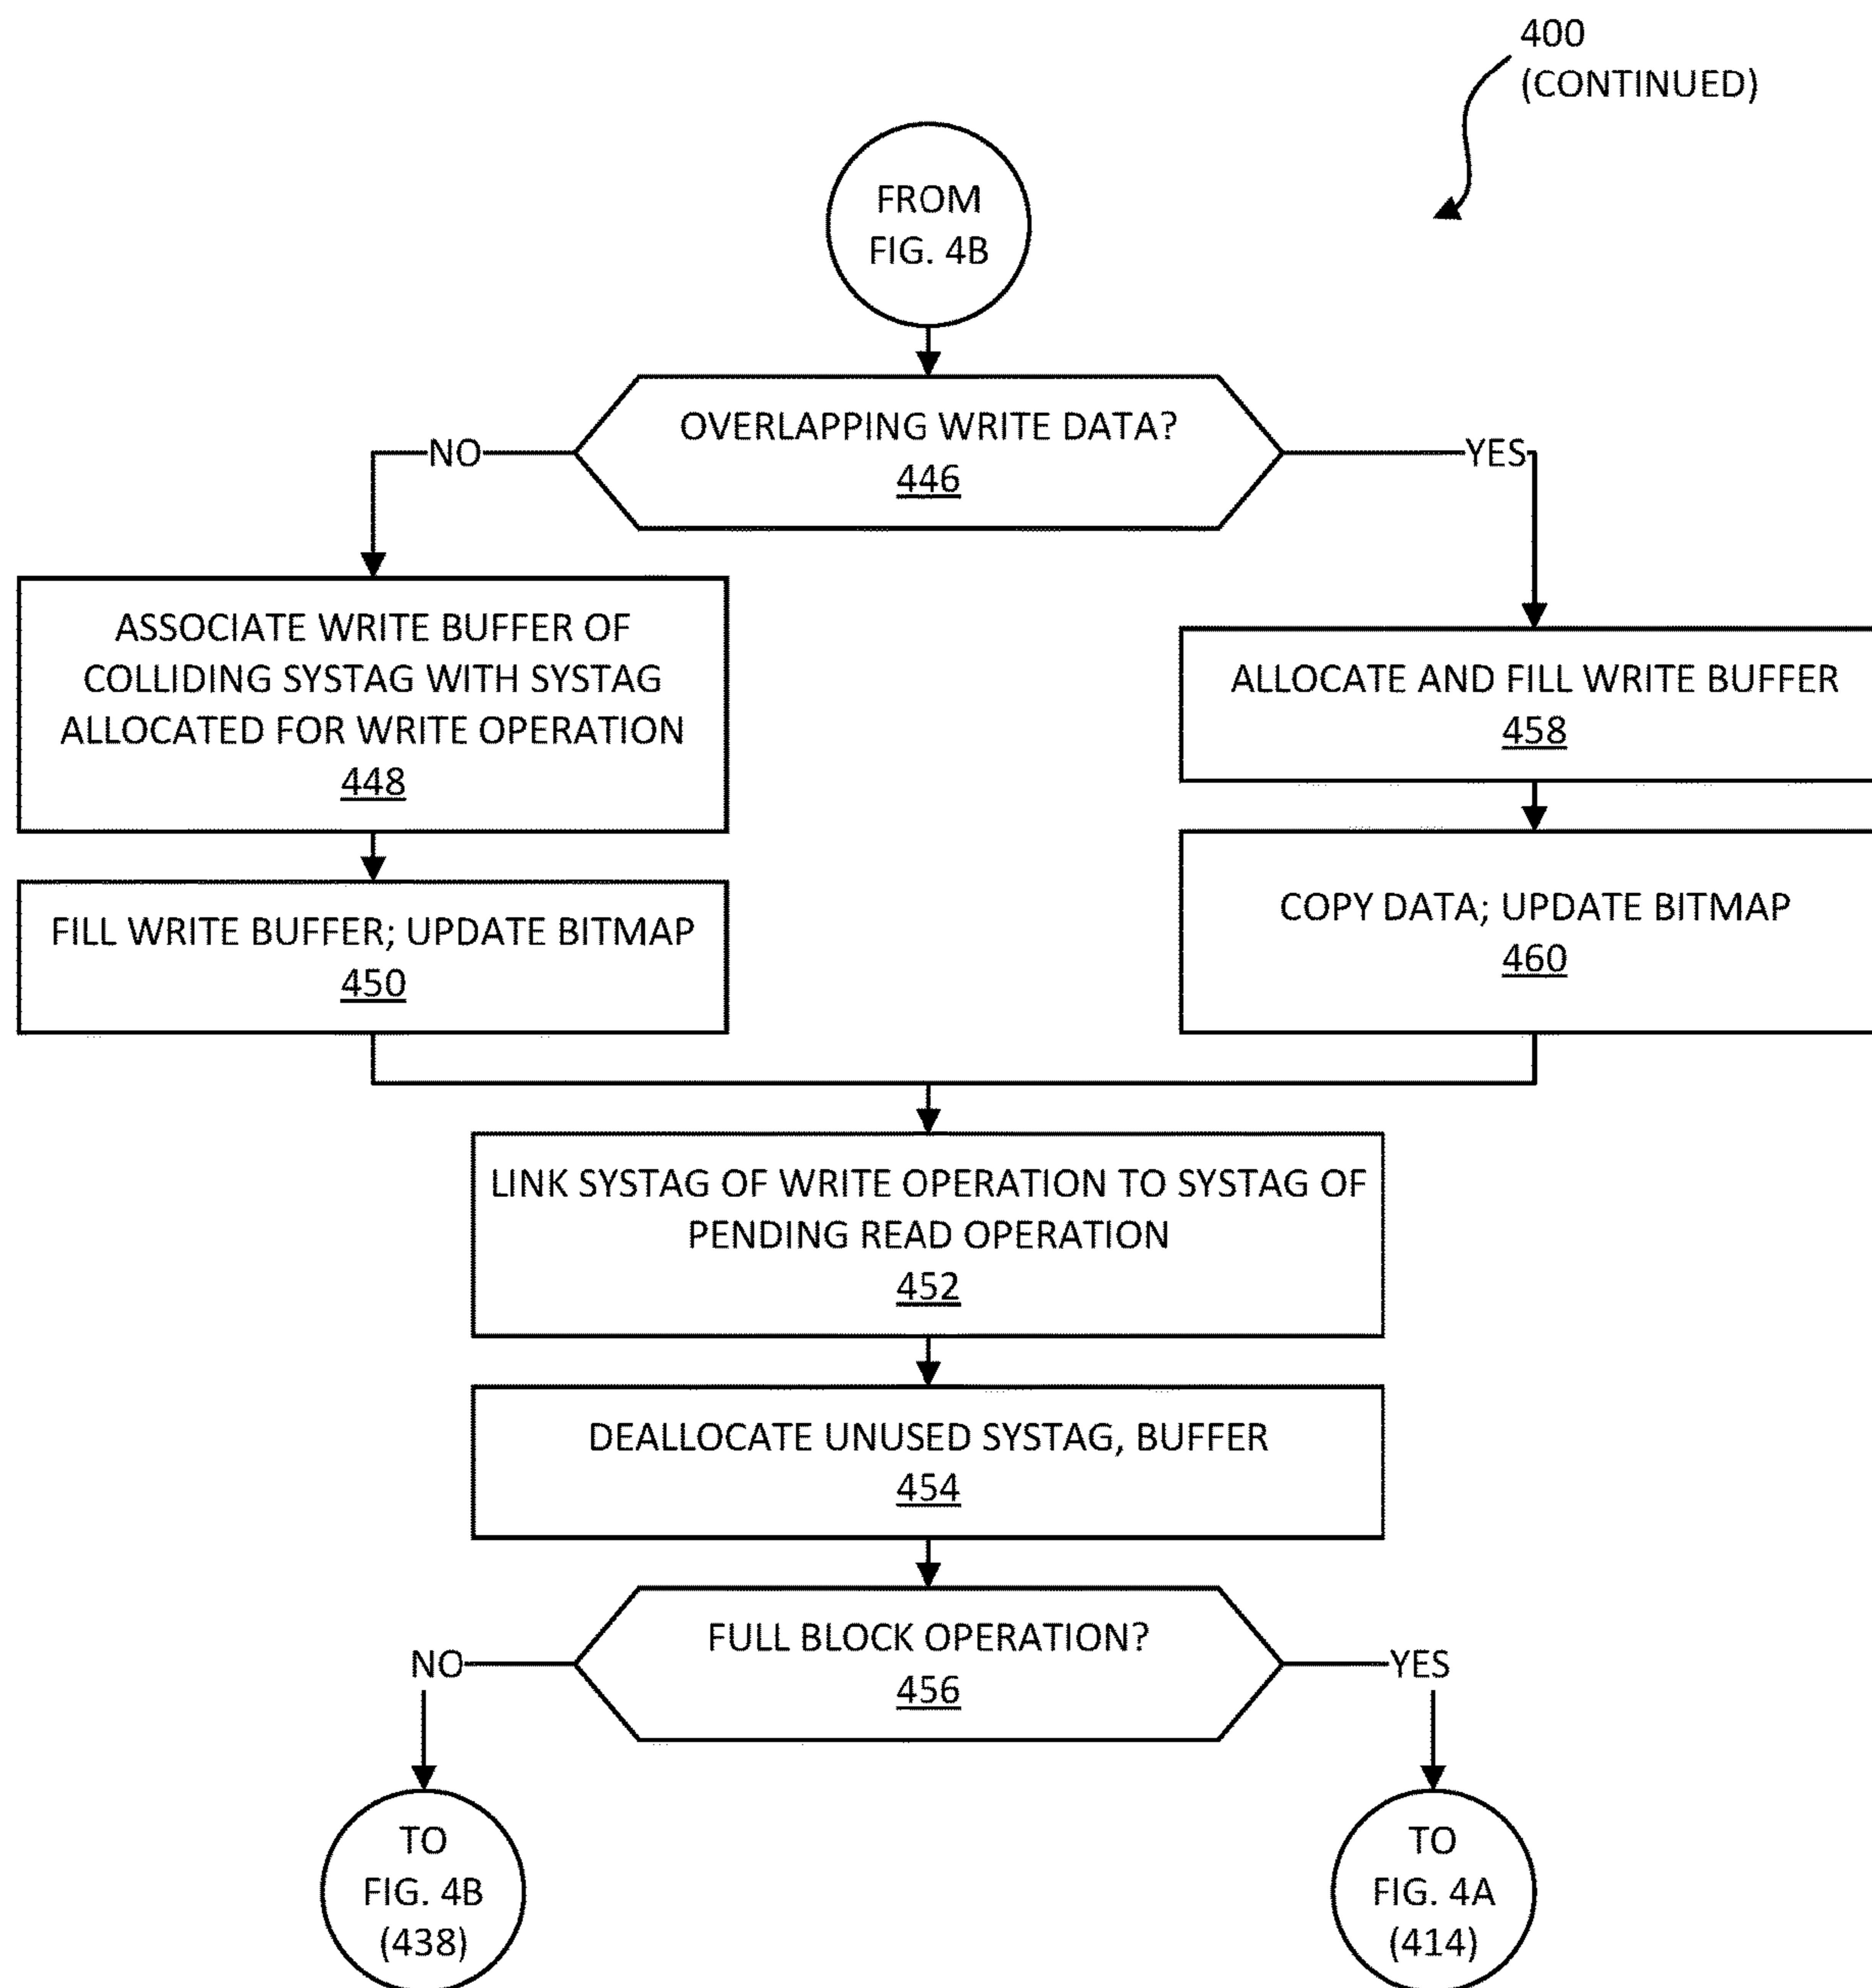 400
(CONTINUED)
FROM
FIG. 4B
OVERLAPPING WRITE DATA?
446
NO
YES
ASSOCIATE WRITE BUFFER OF
COLLIDING SYSTAG WITH SYSTAG
ALLOCATED FOR WRITE OPERATION
448
ALLOCATE AND FILL WRITE BUFFER
458
FILL WRITE BUFFER; UPDATE BITMAP
450
COPY DATA; UPDATE BITMAP
460
LINK SYSTAG OF WRITE OPERATION TO SYSTAG OF
PENDING READ OPERATION
452
DEALLOCATE UNUSED SYSTAG, BUFFER
454
FULL BLOCK OPERATION?
456
NO
YES
TO
FIG. 4B
(438)
TO
FIG. 4A
(414)